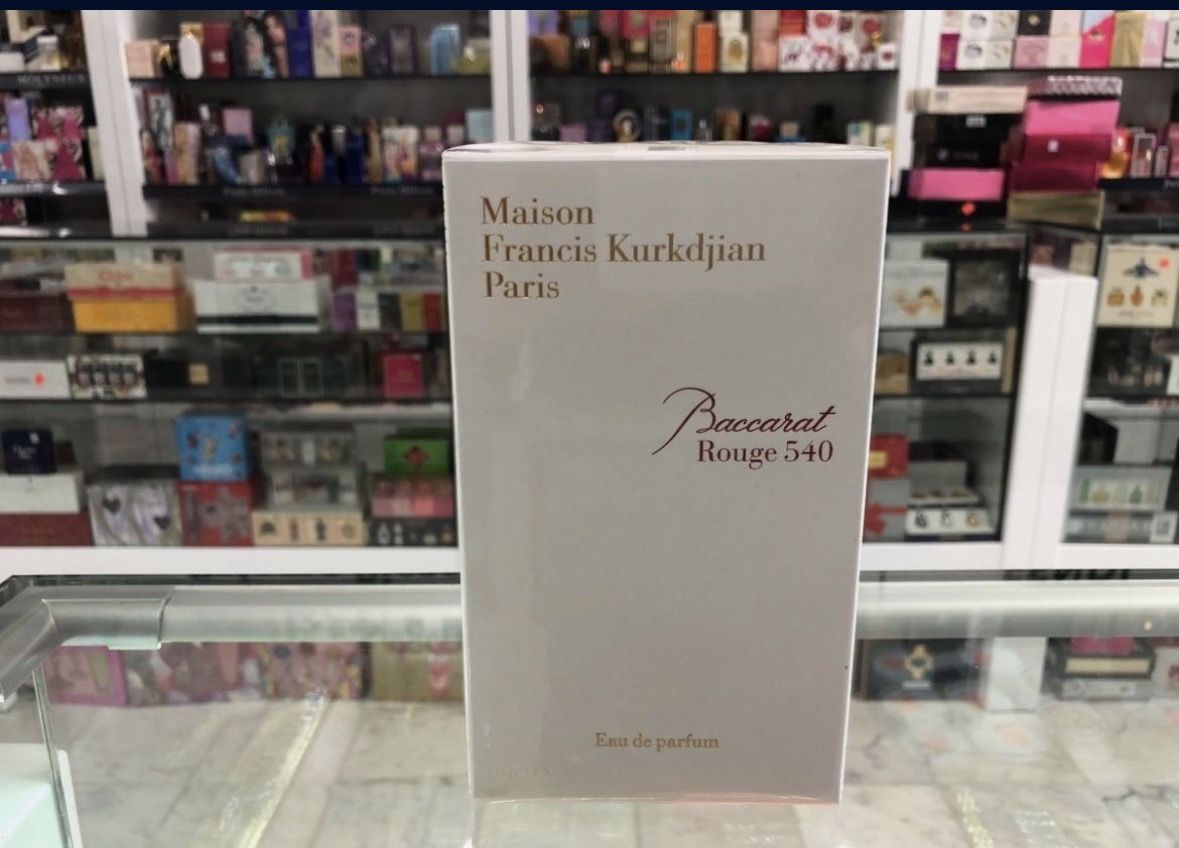 Maison
Francis Kurkdjian
Paris
Baccarat
Rouge 540
Eau de parfum